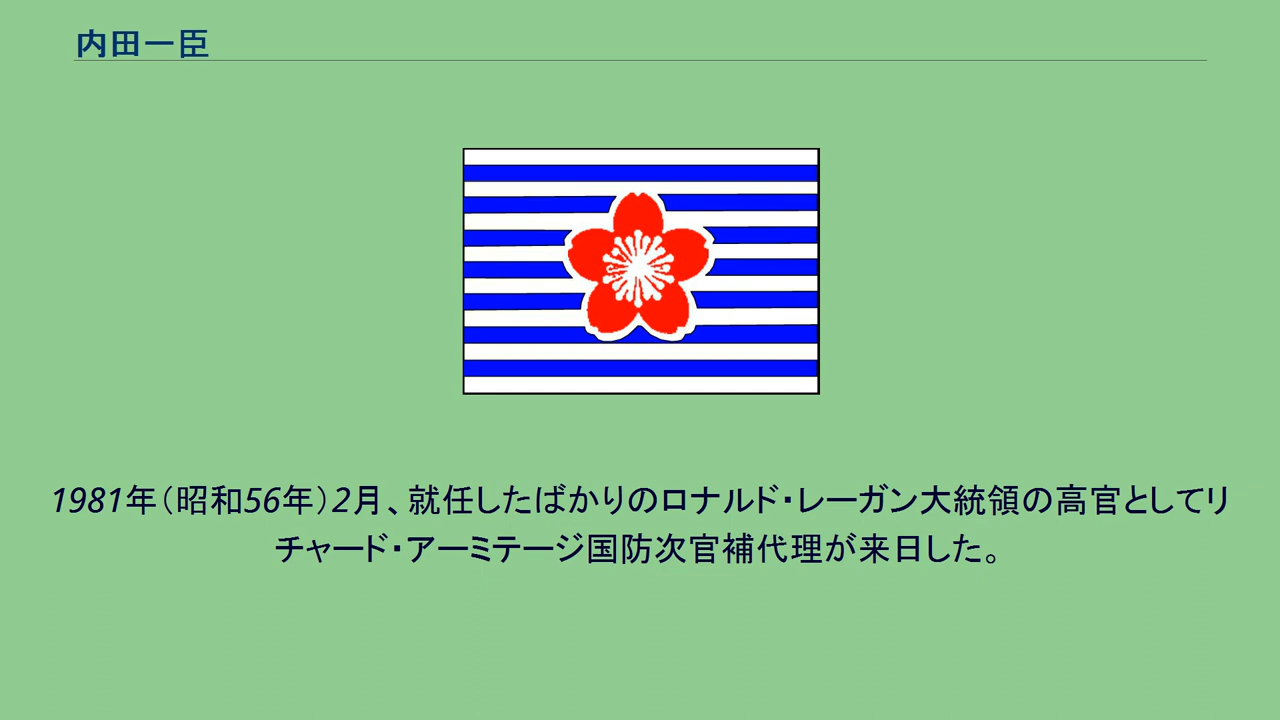 内田一臣
1981年（昭和56年）2月、就任したばかりのロナルド・レーガン大統領の高官としてリ
チャード・アーミテージ国防次官補代理が来日した。